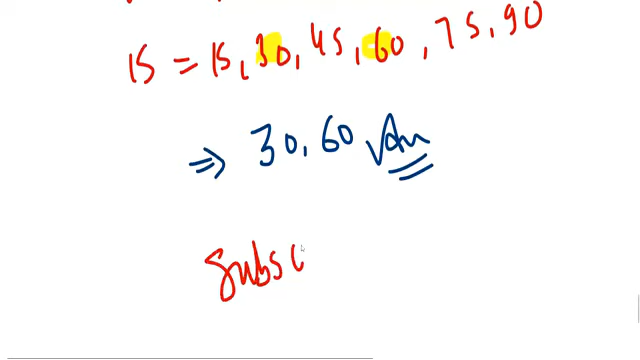 15 = 15, 30, 45, 60, 75, 90
⇒ 30, 60 Ans
Subsc